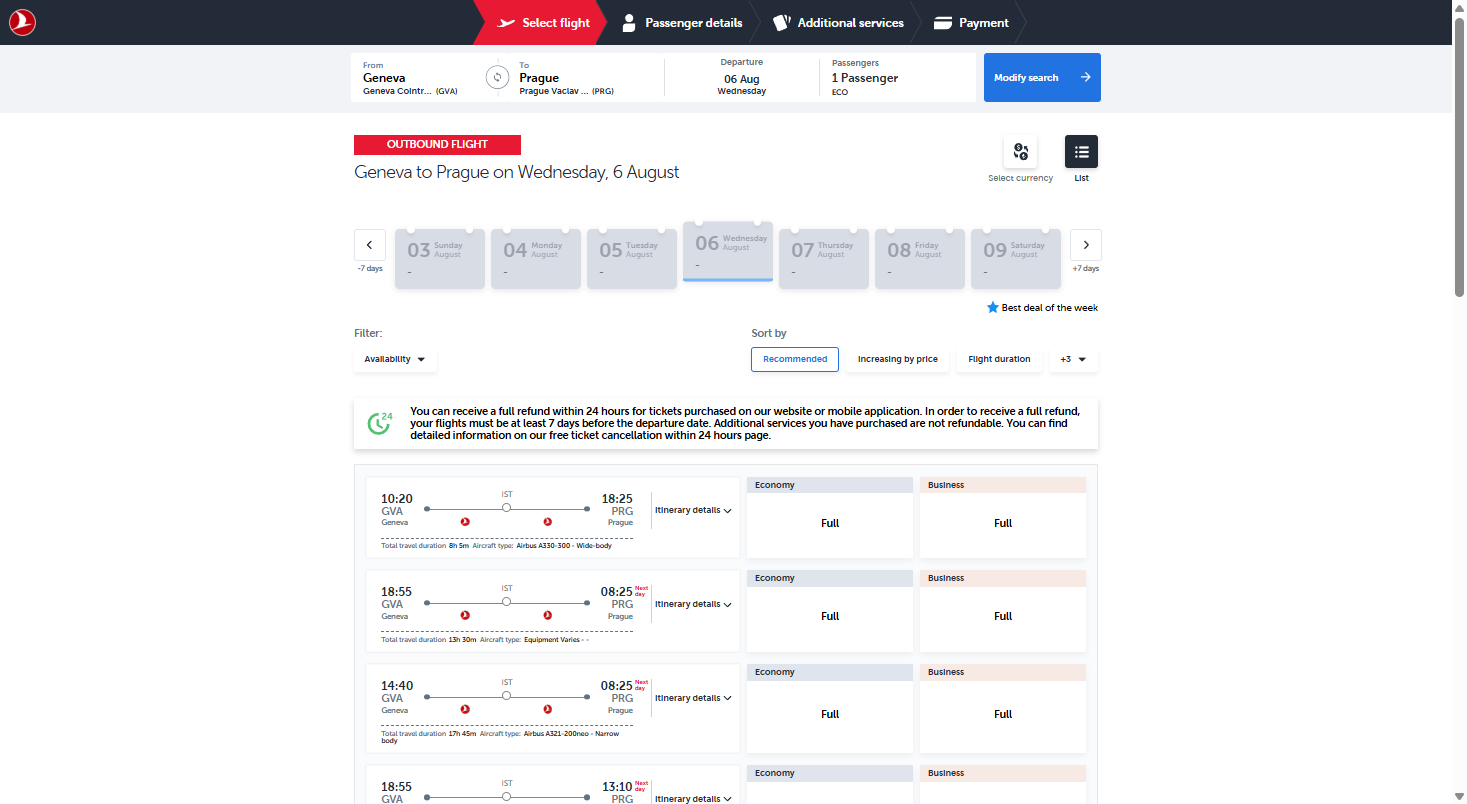 Select flight
Passenger details
Additional services
Payment
From
Geneva
Geneva Cointr... (GVA)
To
Prague
Prague Vaclav ... (PRG)
Departure
06 Aug
Wednesday
Passengers
1 Passenger
ECO
Modify search
OUTBOUND FLIGHT
Geneva to Prague on Wednesday, 6 August
Select currency
List
-7 days
03 Sunday August
-
04 Monday August
-
05 Tuesday August
-
06 Wednesday August
-
07 Thursday August
-
08 Friday August
-
09 Saturday August
-
+7 days
Best deal of the week
Filter:
Availability
Sort by
Recommended
Increasing by price
Flight duration
+3
24
You can receive a full refund within 24 hours for tickets purchased on our website or mobile application. In order to receive a full refund,
your flights must be at least 7 days before the departure date. Additional services you have purchased are not refundable. You can find
detailed information on our free ticket cancellation within 24 hours page.
10:20
GVA
Geneva
IST
18:25
PRG
Prague
Itinerary details
Total travel duration 8h 5m Aircraft type: Airbus A330-300 - Wide-body
Economy
Full
Business
Full
18:55
GVA
Geneva
IST
08:25 Next day
PRG
Prague
Itinerary details
Total travel duration 13h 30m Aircraft type: Equipment Varies - -
Economy
Full
Business
Full
14:40
GVA
Geneva
IST
08:25 Next day
PRG
Prague
Itinerary details
Total travel duration 17h 45m Aircraft type: Airbus A321-200neo - Narrow
body
Economy
Full
Business
Full
18:55
GVA
IST
13:10 Next day
PRG
Itinerary details
Economy
Business